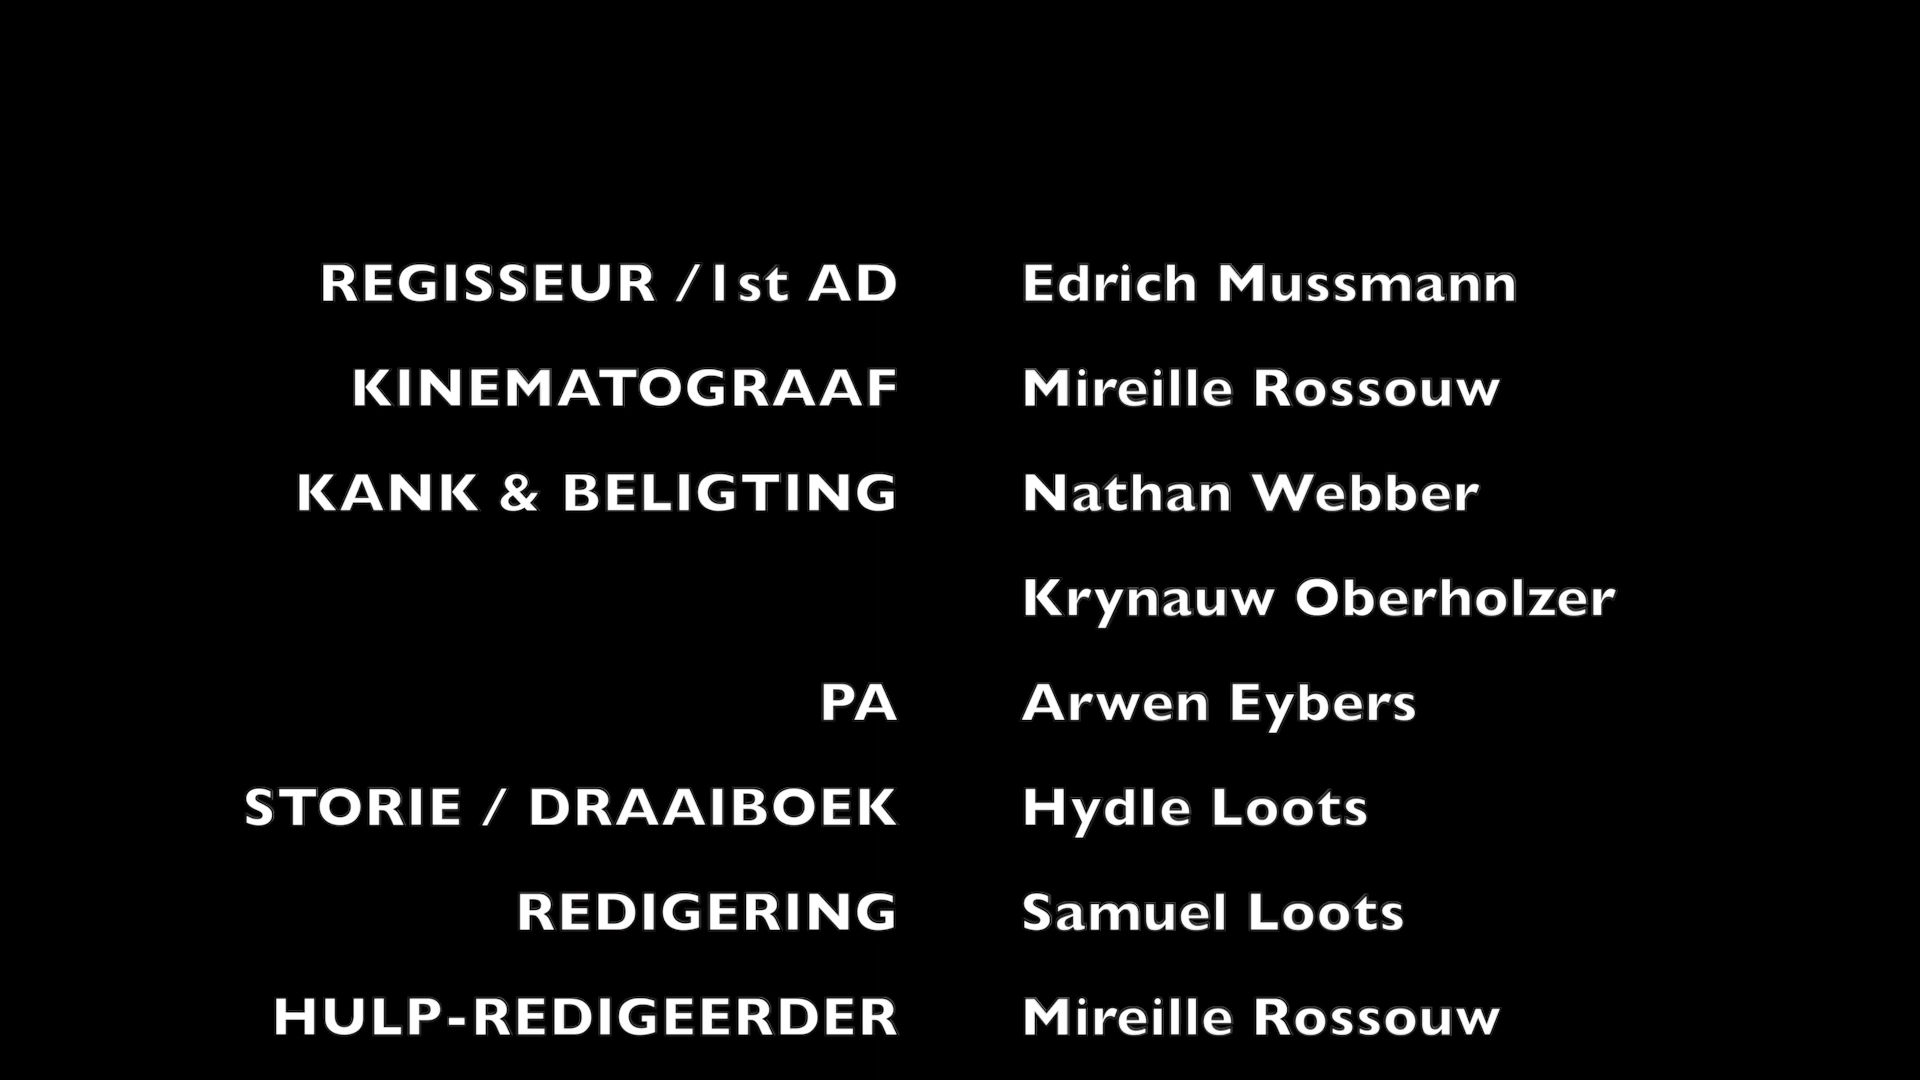 REGISSEUR /1st AD Edrich Mussmann
KINEMATOGRAAF Mireille Rossouw
KANK & BELIGTING Nathan Webber
Krynauw Oberholzer
PA Arwen Eybers
STORIE / DRAAIBOEK Hydle Loots
REDIGERING Samuel Loots
HULP-REDIGEERDER Mireille Rossouw